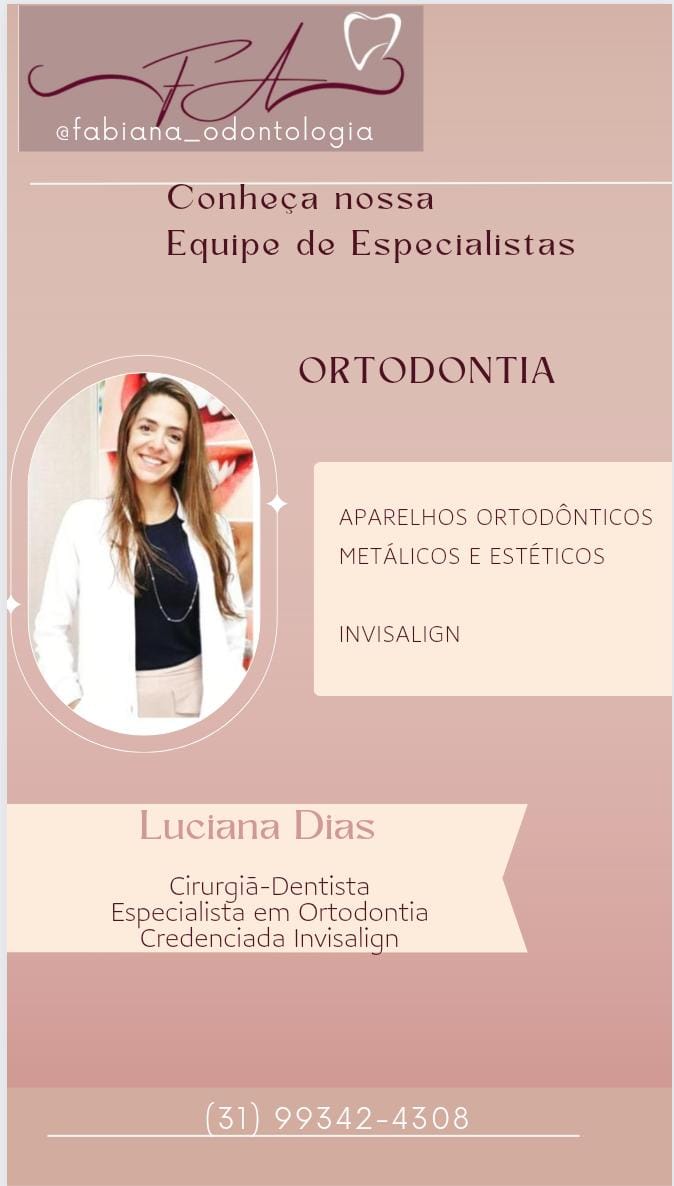 FA
@fabiana_odontologia
Conheça nossa
Equipe de Especialistas
ORTODONTIA
APARELHOS ORTODÔNTICOS
METÁLICOS E ESTÉTICOS
INVISALIGN
Luciana Dias
Cirurgiã-Dentista
Especialista em Ortodontia
Credenciada Invisalign
(31) 99342-4308